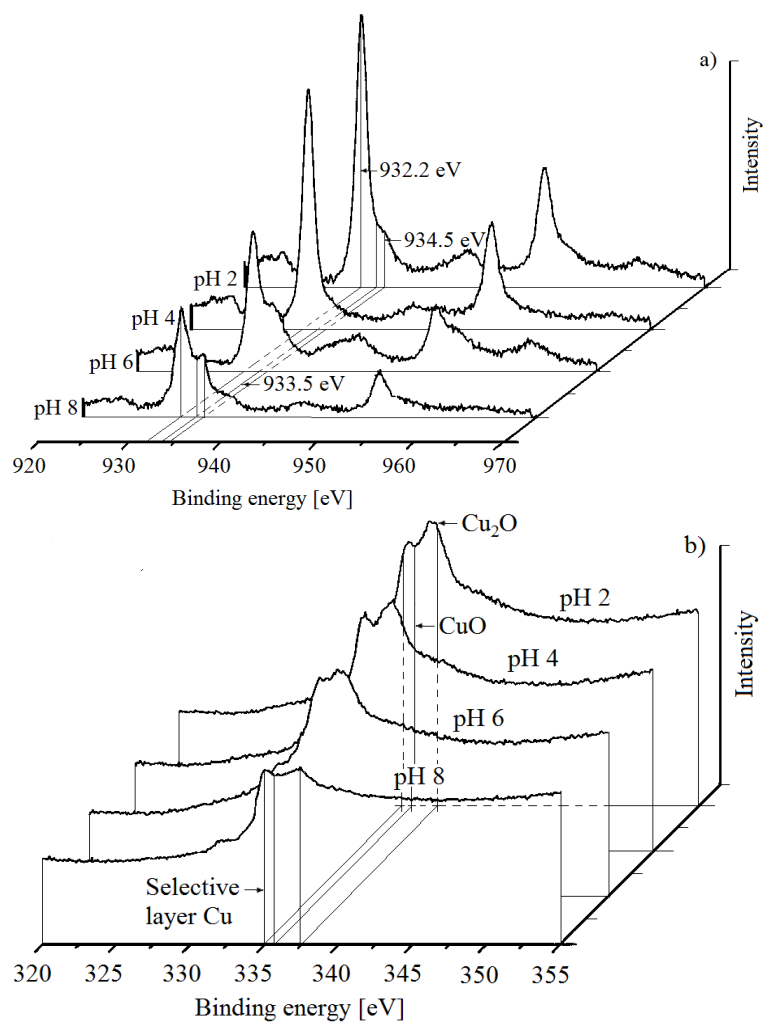 a)
Intensity
932.2 eV
934.5 eV
pH 2
pH 4
pH 6
933.5 eV
pH 8
920 930 940 950 960 970
Binding energy [eV]
b)
Cu₂O
Intensity
pH 2
CuO
pH 4
pH 6
pH 8
Selective
layer Cu
320 325 330 335 340 345 350 355
Binding energy [eV]